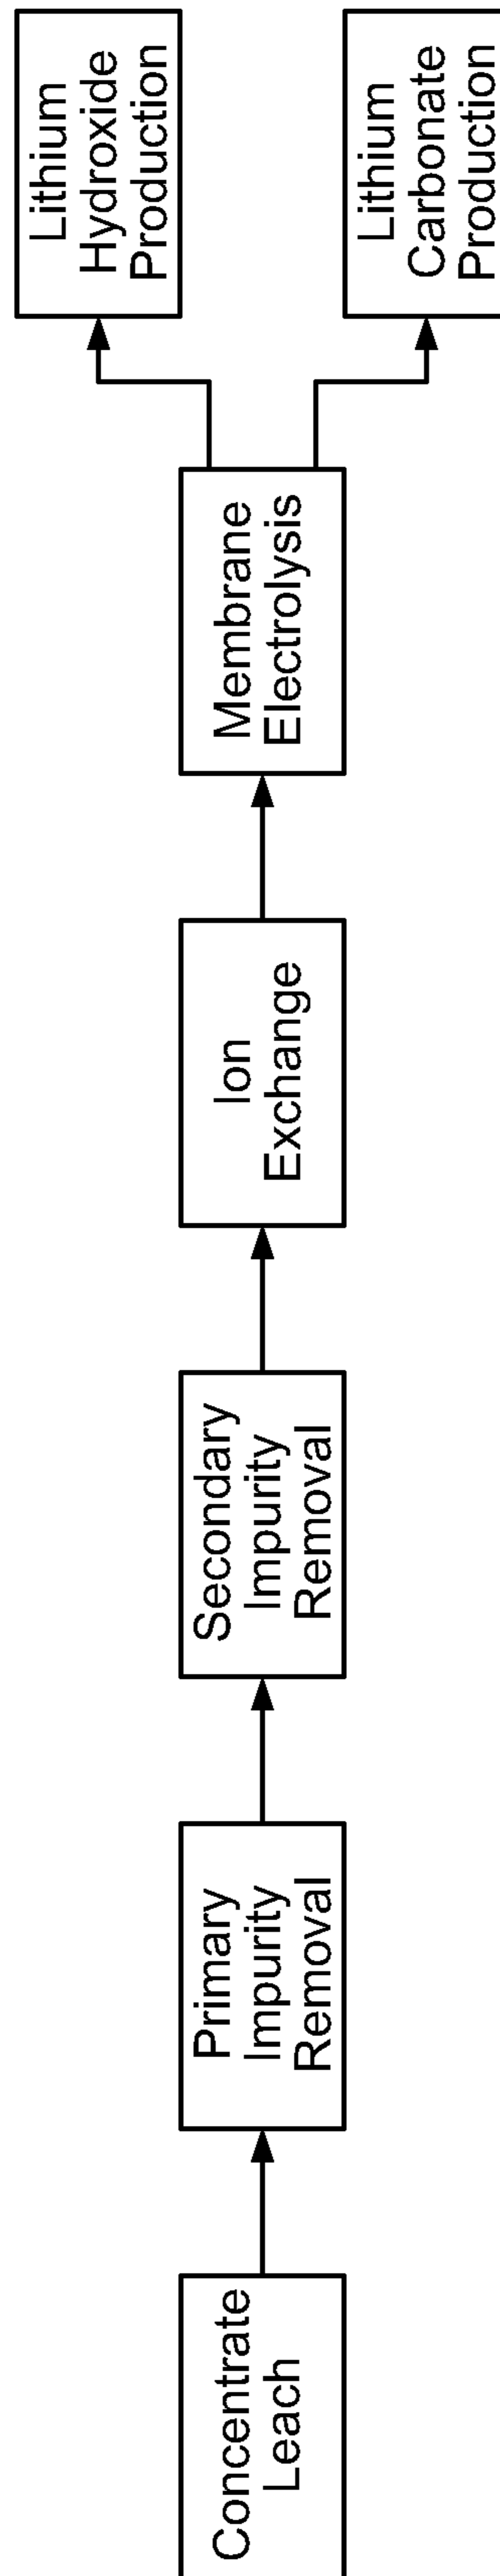 Concentrate
Leach
Primary
Impurity
Removal
Secondary
Impurity
Removal
Ion
Exchange
Membrane
Electrolysis
Lithium
Hydroxide
Production
Lithium
Carbonate
Production